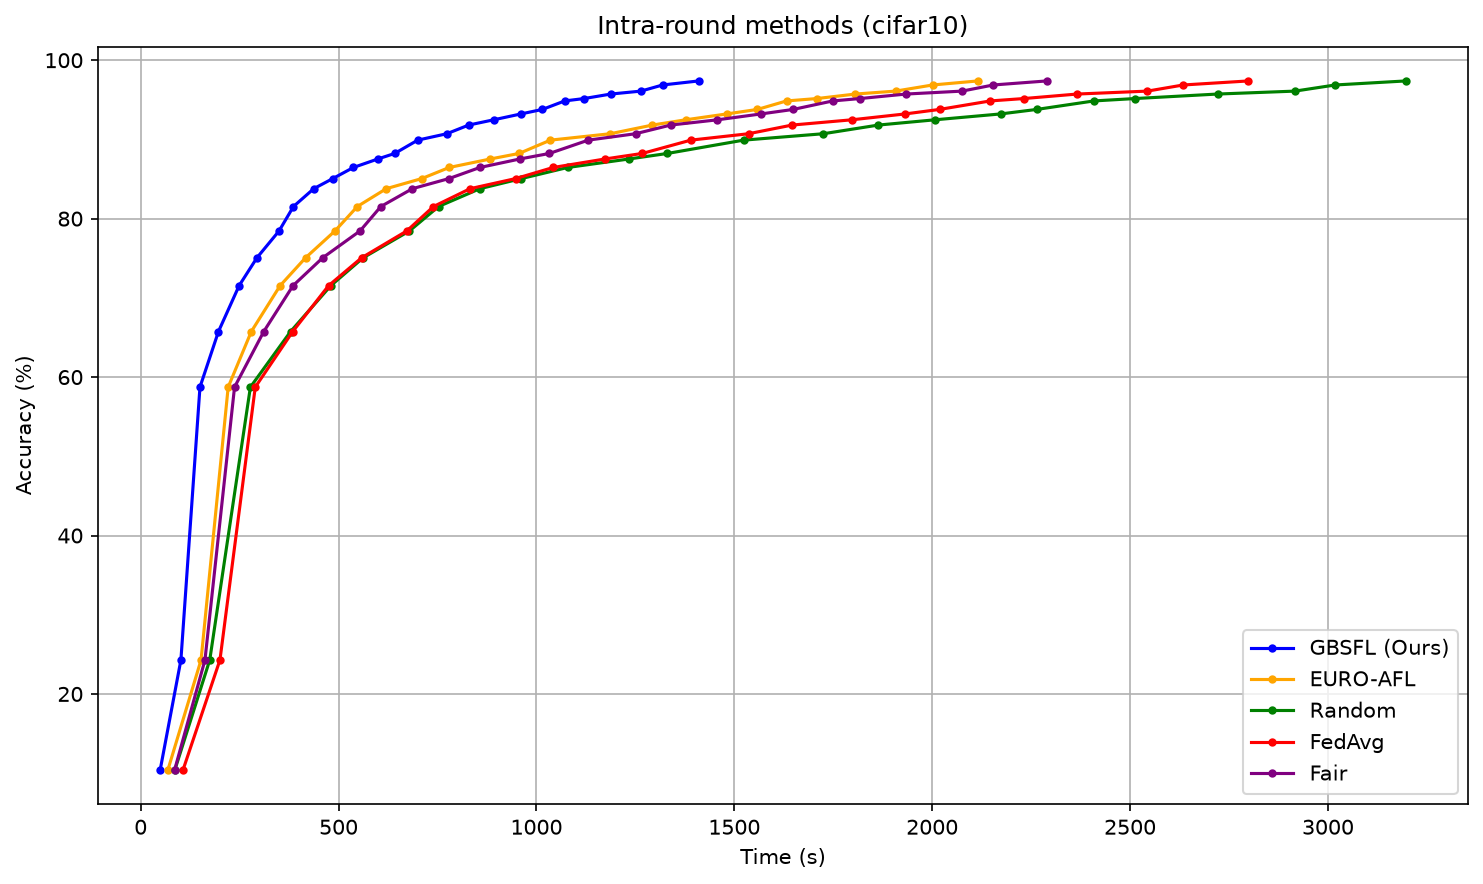 Intra-round methods (cifar10)
100
80
60
40
20
Accuracy (%)
0
500
1000
1500
2000
2500
3000
Time (s)
GBSFL (Ours)
EURO-AFL
Random
FedAvg
Fair